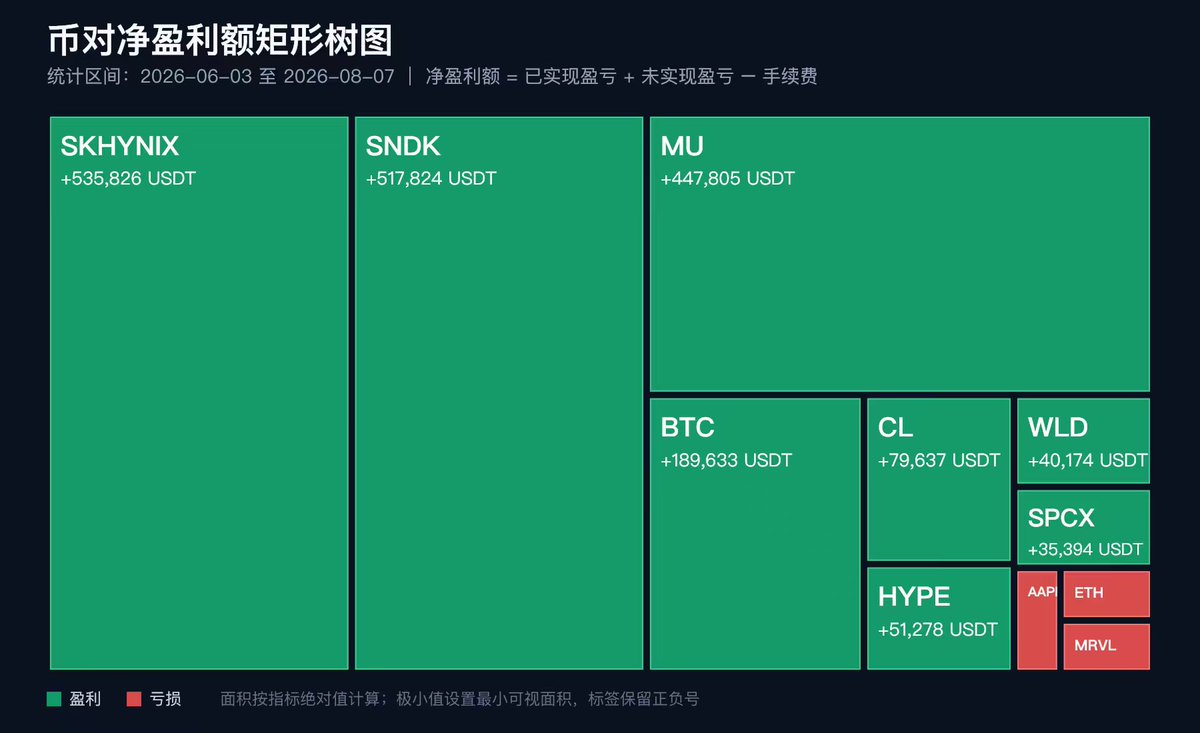 币对净盈利额矩形树图
统计区间：2026-06-03 至 2026-08-07 ｜ 净盈利额 = 已实现盈亏 + 未实现盈亏 − 手续费
SKHYNIX
+535,826 USDT
SNDK
+517,824 USDT
MU
+447,805 USDT
BTC
+189,633 USDT
CL
+79,637 USDT
WLD
+40,174 USDT
SPCX
+35,394 USDT
HYPE
+51,278 USDT
AAP
ETH
MRVL
盈利 亏损 面积按指标绝对值计算；极小值设置最小可视面积，标签保留正负号